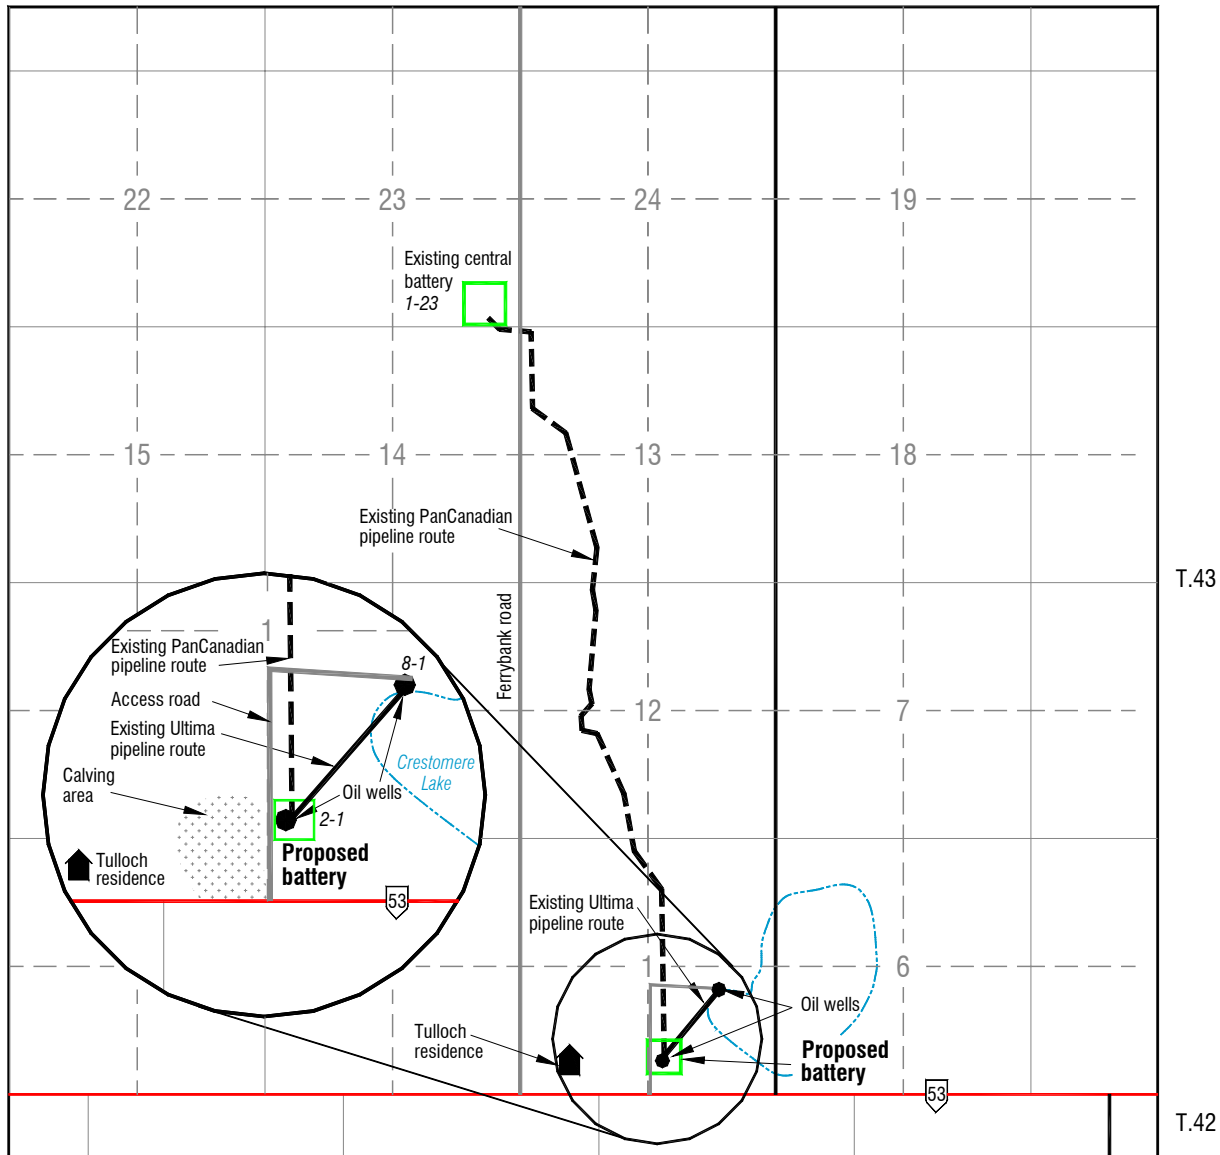 22
23
24
19
Existing central
battery
1-23
15
14
13
18
Existing PanCanadian
pipeline route
T.43
Ferrybank road
1
Existing PanCanadian
pipeline route
8-1
Access road
Existing Ultima
pipeline route
Crestomere
Lake
Calving
area
Oil wells
2-1
Proposed
battery
Tulloch
residence
53
12
7
Existing Ultima
pipeline route
1
6
Oil wells
Tulloch
residence
Proposed
battery
53
T.42